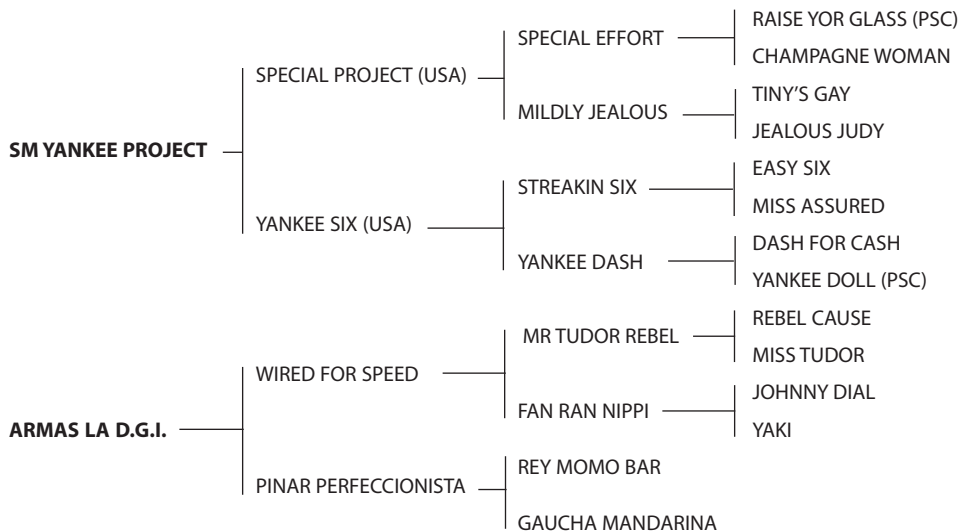 RAISE YOR GLASS (PSC)
SPECIAL EFFORT
CHAMPAGNE WOMAN
SPECIAL PROJECT (USA)
TINY'S GAY
MILDLY JEALOUS
JEALOUS JUDY
SM YANKEE PROJECT
EASY SIX
STREAKIN SIX
MISS ASSURED
YANKEE SIX (USA)
DASH FOR CASH
YANKEE DASH
YANKEE DOLL (PSC)
REBEL CAUSE
MR TUDOR REBEL
MISS TUDOR
WIRED FOR SPEED
JOHNNY DIAL
FAN RAN NIPPI
YAKI
ARMAS LA D.G.I.
REY MOMO BAR
PINAR PERFECCIONISTA
GAUCHA MANDARINA